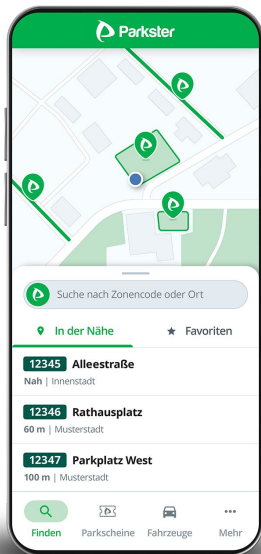 Parkster
Suche nach Zonencode oder Ort
In der Nähe
Favoriten
12345 Alleestraße
Nah | Innenstadt
12346 Rathausplatz
60 m | Musterstadt
12347 Parkplatz West
100 m | Musterstadt
Finden Parkscheine Fahrzeuge Mehr